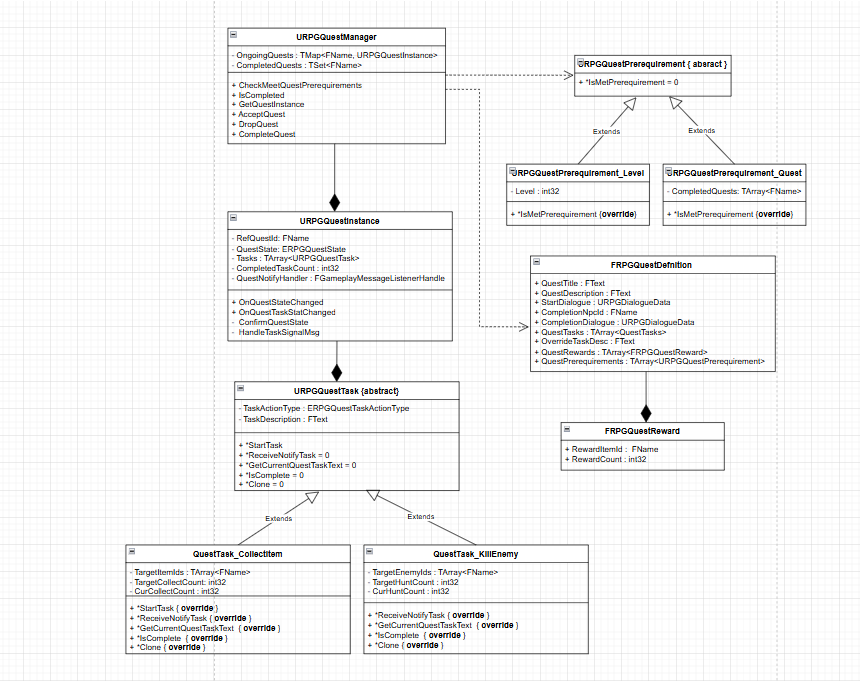 URPGQuestManager
- OngoingQuests : TMap<FName, URPGQuestInstance>
- CompletedQuests : TSet<FName>
+ CheckMeetQuestPrerequirements
+ IsCompleted
+ GetQuestInstance
+ AcceptQuest
+ DropQuest
+ CompleteQuest
URPGQuestPrerequirement { absract }
+ *IsMetPrerequirement = 0
Extends
Extends
URPGQuestPrerequirement_Level
- Level : int32
+ *IsMetPrerequirement {override}
URPGQuestPrerequirement_Quest
- CompletedQuests: TArray<FName>
+ *IsMetPrerequirement {override}
URPGQuestInstance
- RefQuestId: FName
- QuestState: ERPGQuestState
- Tasks : TArray<URPGQuestTask>
- CompletedTaskCount : int32
- QuestNotifyHandler : FGameplayMessageListenerHandle
+ OnQuestStateChanged
+ OnQuestTaskStatChanged
- ConfirmQuestState
- HandleTaskSignalMsg
FRPGQuestDefnition
+ QuestTitle : FText
+ QuestDescription : FText
+ StartDialogue : URPGDialogueData
+ CompletionNpcId : FName
+ CompletionDialogue : URPGDialogueData
+ QuestTasks : TArray<QuestTasks>
+ OverrideTaskDesc : FText
+ QuestRewards : TArray<FRPGQuestReward>
+ QuestPrerequirements : TArray<URPGQuestPrerequirement>
URPGQuestTask {abstract}
- TaskActionType : ERPGQuestTaskActionType
- TaskDescription : FText
+ *StartTask
+ *ReceiveNotifyTask = 0
+ *GetCurrentQuestTaskText = 0
+ *IsComplete = 0
+ *Clone = 0
FRPGQuestReward
+ RewardItemId : FName
+ RewardCount : int32
Extends
Extends
QuestTask_CollectItem
- TargetItemIds : TArray<FName>
- TargetCollectCount: int32
- CurCollectCount : int32
+ *StartTask { override }
+ *ReceiveNotifyTask { override }
+ *GetCurrentQuestTaskText { override }
+ *IsComplete { override }
+ *Clone { override }
QuestTask_KillEnemy
- TargetEnemyIds : TArray<FName>
- TargetHuntCount : int32
- CurHuntCount : int32
+ *ReceiveNotifyTask { override }
+ *GetCurrentQuestTaskText { override }
+ *IsComplete { override }
+ *Clone { override }